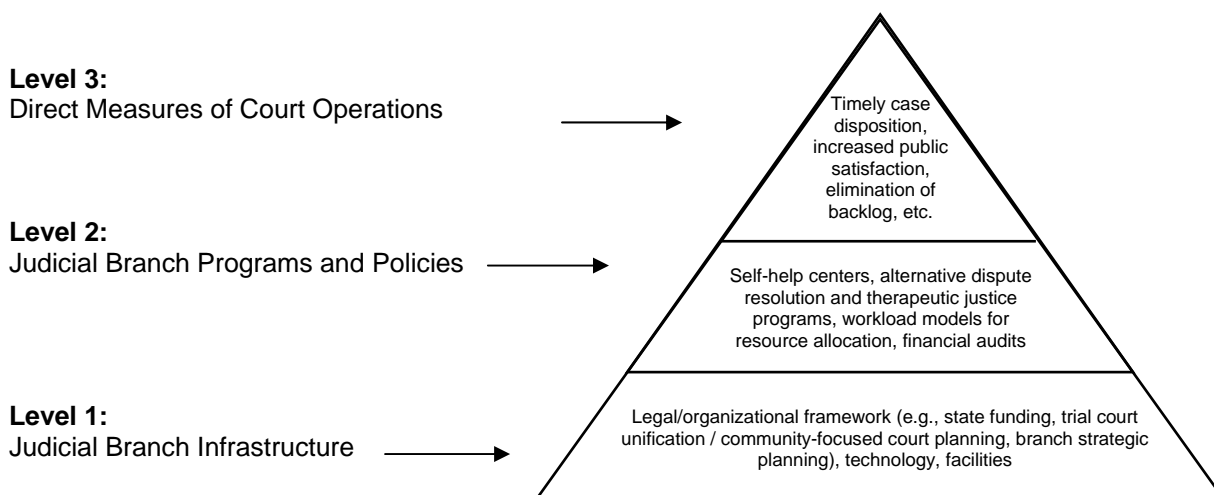 Level 3:
Direct Measures of Court Operations
Timely case
disposition,
increased public
satisfaction,
elimination of
backlog, etc.
Level 2:
Judicial Branch Programs and Policies
Self-help centers, alternative dispute
resolution and therapeutic justice
programs, workload models for
resource allocation, financial audits
Level 1:
Judicial Branch Infrastructure
Legal/organizational framework (e.g., state funding, trial court
unification / community-focused court planning, branch strategic
planning), technology, facilities